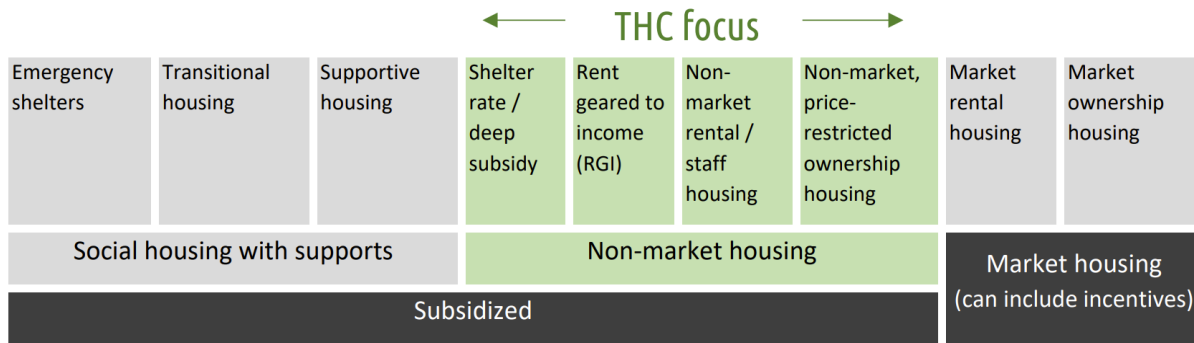 THC focus
Emergency
shelters
Transitional
housing
Supportive
housing
Shelter
rate /
deep
subsidy
Rent
geared to
income
(RGI)
Non-
market
rental /
staff
housing
Non-market,
price-
restricted
ownership
housing
Market
rental
housing
Market
ownership
housing
Social housing with supports
Non-market housing
Market housing
(can include incentives)
Subsidized